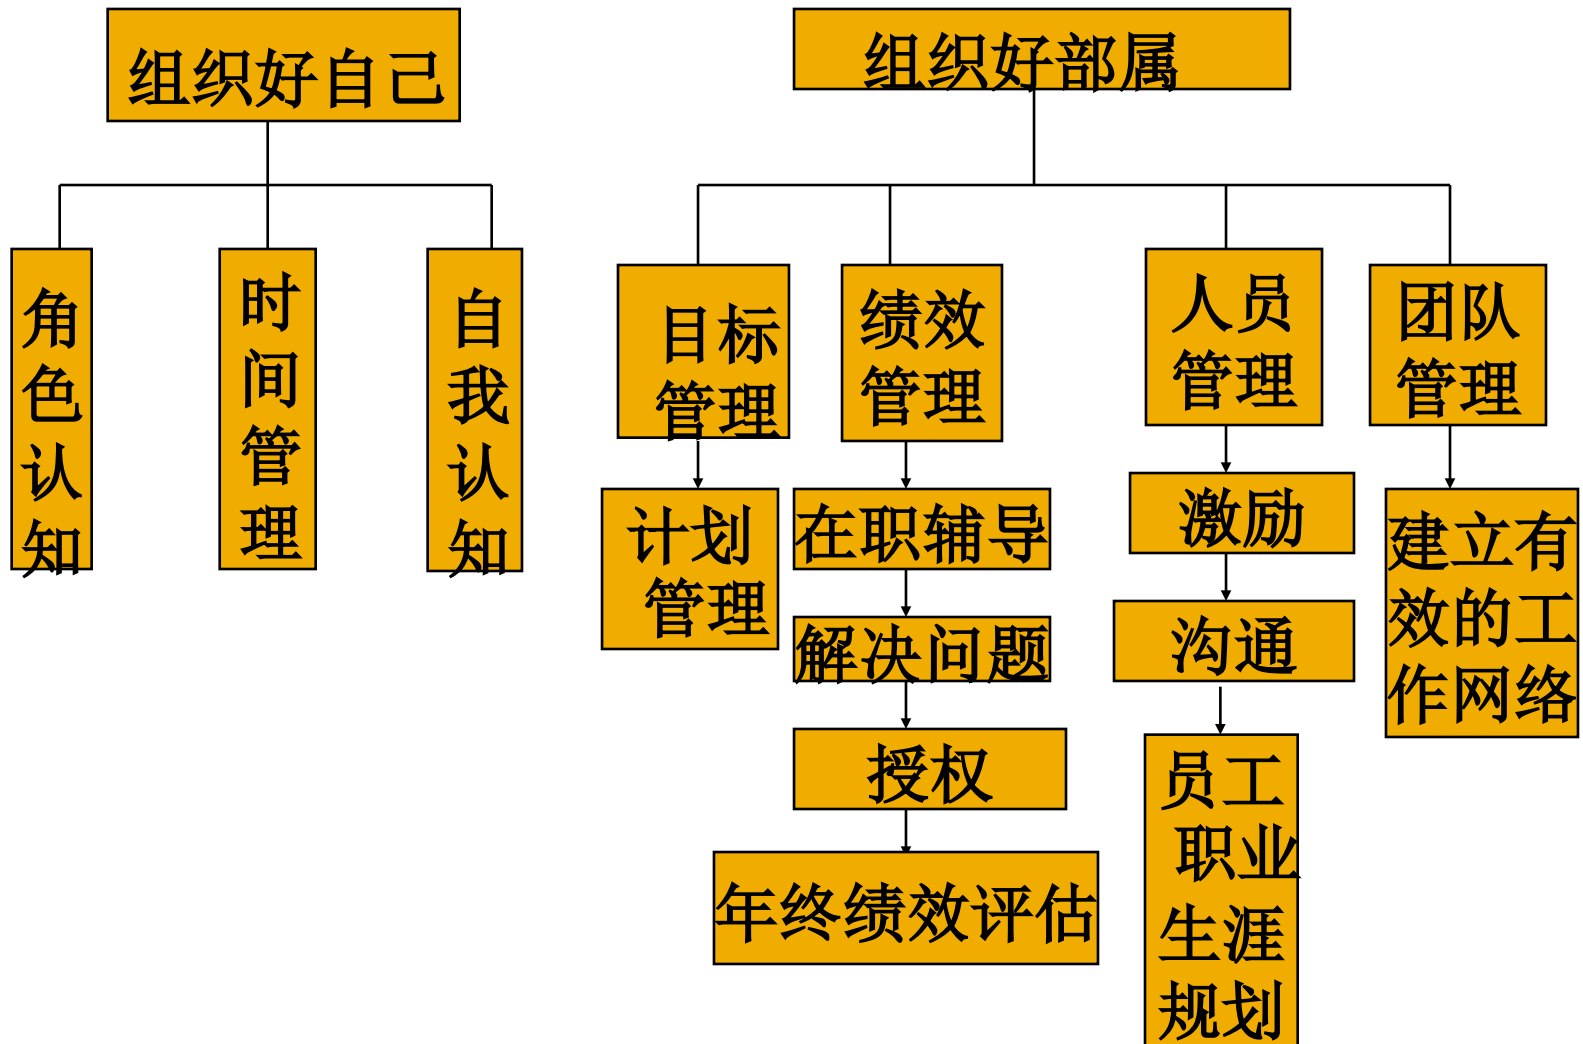 组织好自己
组织好部属
角
色
认
知
时
间
管
理
自
我
认
知
目标
管理
计划
管理
绩效
管理
在职辅导
解决问题
授权
年终绩效评估
人员
管理
激励
沟通
员工
职业
生涯
规划
团队
管理
建立有
效的工
作网络